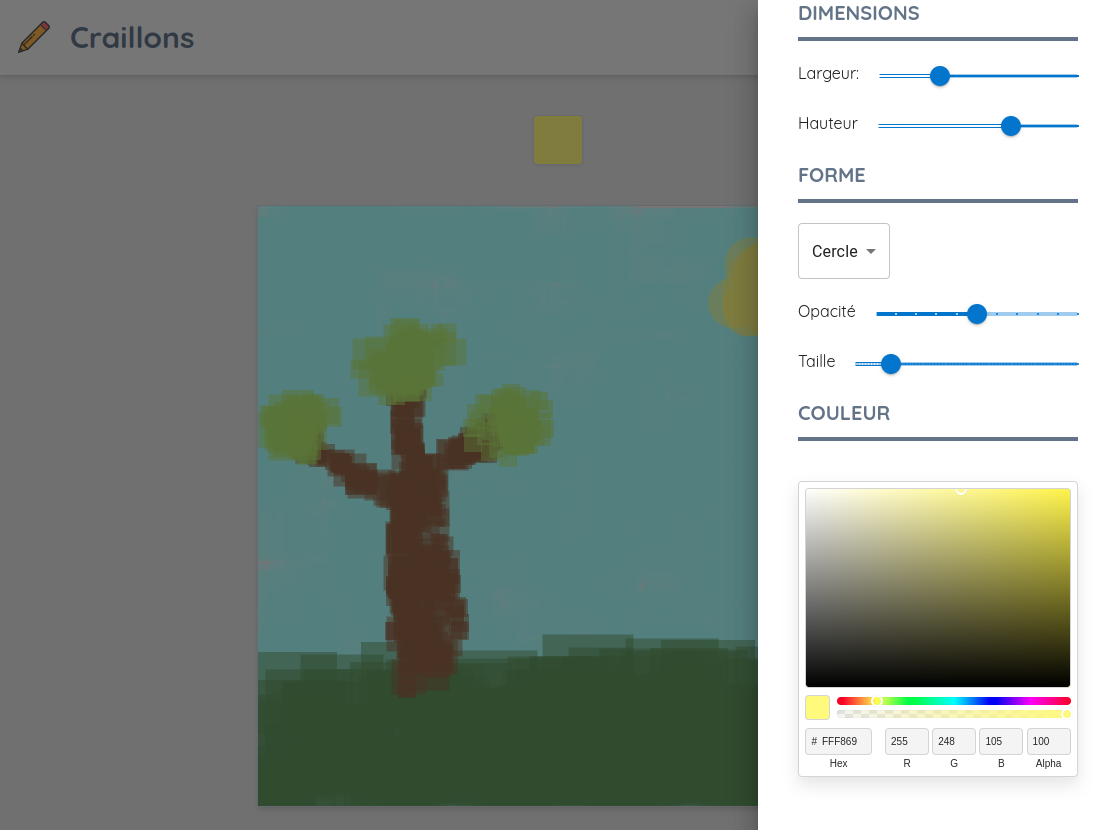 Craillons
DIMENSIONS
Largeur:
Hauteur
FORME
Cercle
Opacité
Taille
COULEUR
# FFF869 255 248 105 100
Hex R G B Alpha